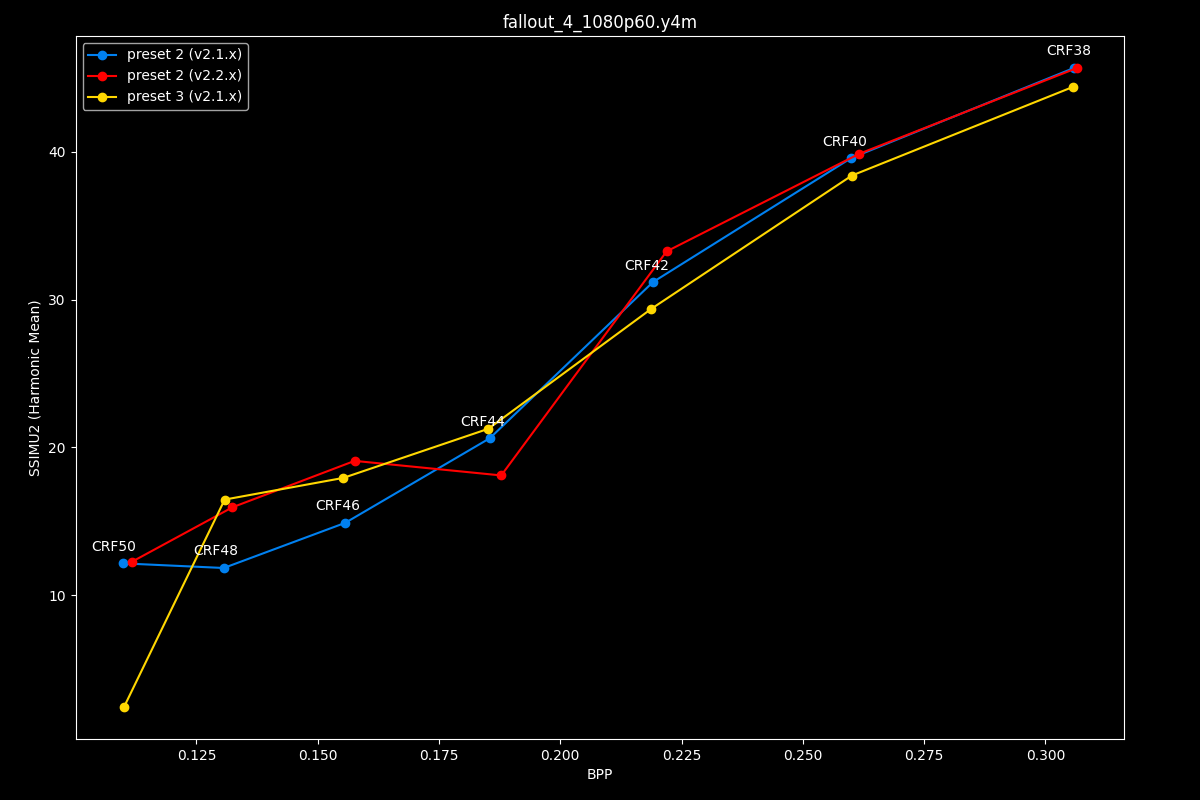 fallout_4_1080p60.y4m
preset 2 (v2.1.x)
preset 2 (v2.2.x)
preset 3 (v2.1.x)
CRF38
CRF40
CRF42
CRF44
CRF46
CRF50
CRF48
40
30
20
10
SSIMU2 (Harmonic Mean)
0.125 0.150 0.175 0.200 0.225 0.250 0.275 0.300
BPP